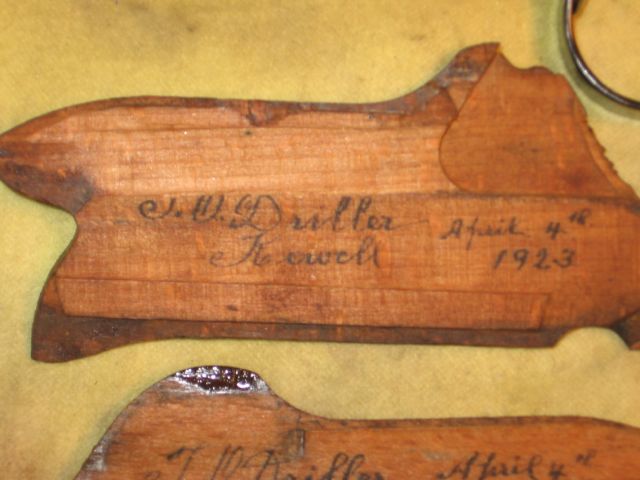 J. W. Driller April 4th
Kewell 1923
J W Driller April 4th